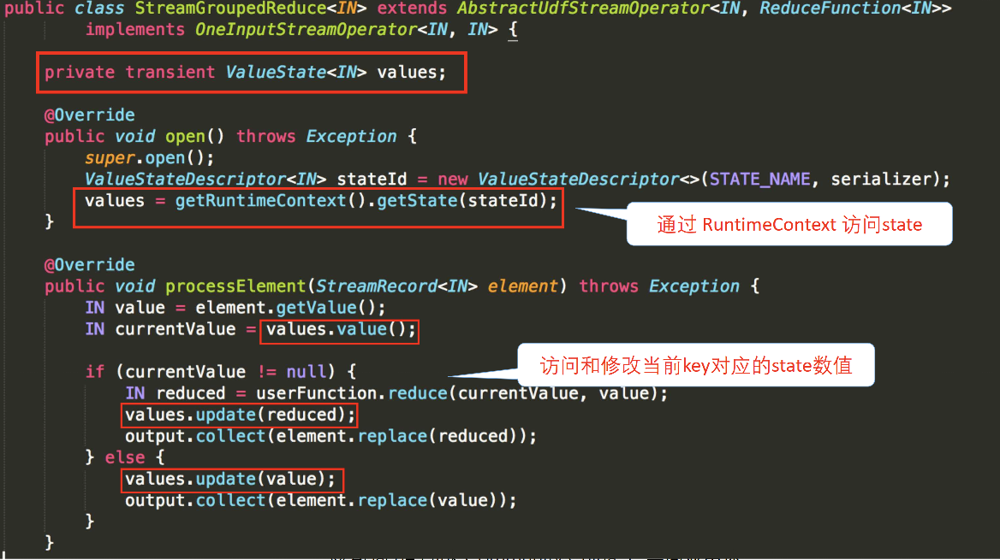 public class StreamGroupedReduce<IN> extends AbstractUdfStreamOperator<IN, ReduceFunction<IN>>
implements OneInputStreamOperator<IN, IN> {
private transient ValueState<IN> values;
@Override
public void open() throws Exception {
super.open();
ValueStateDescriptor<IN> stateId = new ValueStateDescriptor<>(STATE_NAME, serializer);
values = getRuntimeContext().getState(stateId);
通过 RuntimeContext 访问state
}
@Override
public void processElement(StreamRecord<IN> element) throws Exception {
IN value = element.getValue();
IN currentValue = values.value();
访问和修改当前key对应的state数值
if (currentValue != null) {
IN reduced = userFunction.reduce(currentValue, value);
values.update(reduced);
output.collect(element.replace(reduced));
} else {
values.update(value);
output.collect(element.replace(value));
}
}